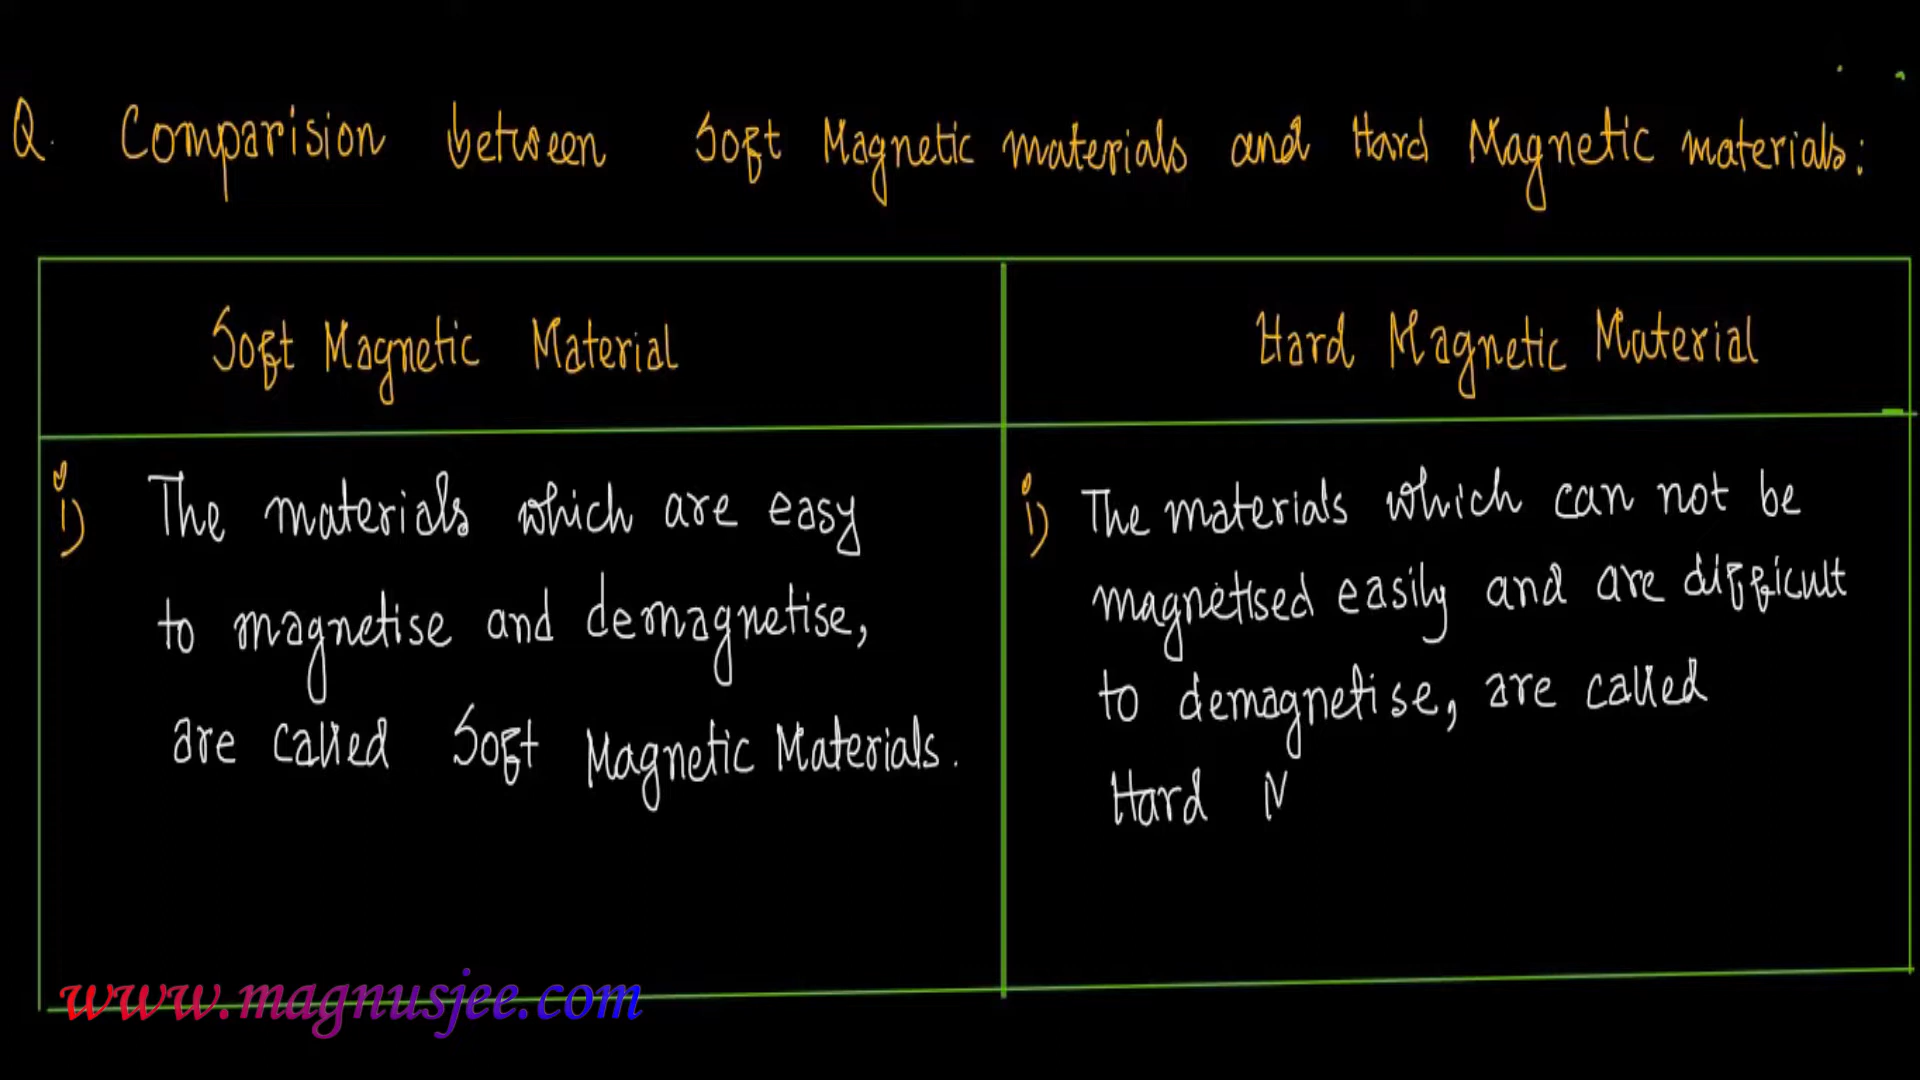 Q. Comparision between Soft Magnetic materials and Hard Magnetic materials:
Soft Magnetic Material
Hard Magnetic Material
i) The materials which are easy
to magnetise and demagnetise,
are called Soft Magnetic Materials.
i) The materials which can not be
magnetised easily and are difficult
to demagnetise, are called
Hard M
www.magnusjee.com